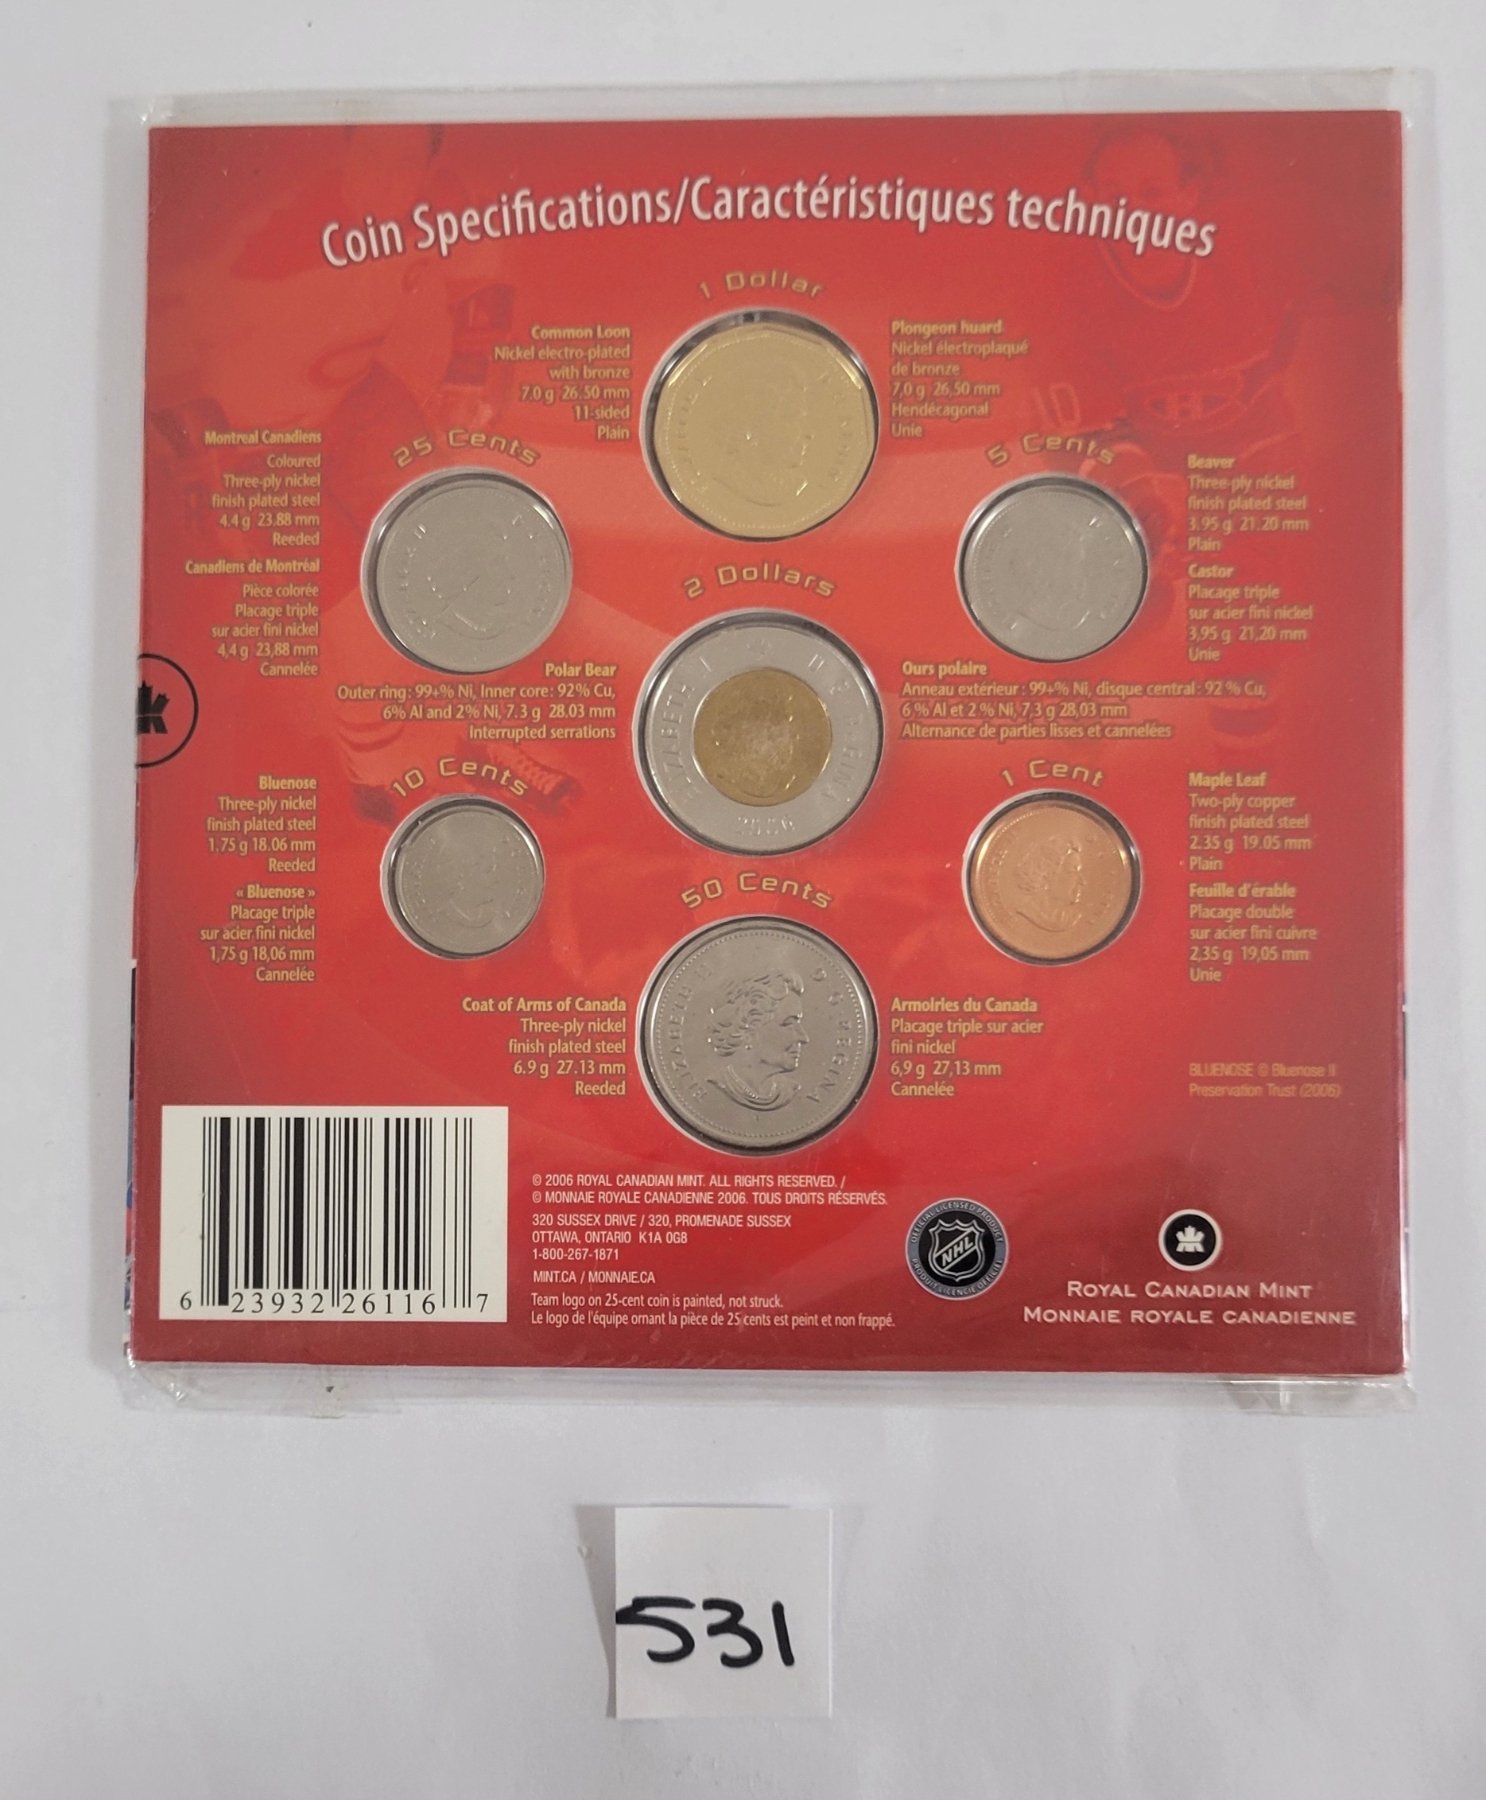 Coin Specifications/Caractéristiques techniques
1 Dollar
Common Loon
Nickel electro-plated
with bronze
7.0 g 26.50 mm
11-sided
Plain
Plongeon huard
Nickel électroplaqué
de bronze
7,0 g 26,50 mm
Hendécagonal
Unie
25 Cents
Montreal Canadiens
Coloured
Three-ply nickel
finish plated steel
4.4 g 23.88 mm
Reeded
Canadiens de Montréal
Pièce colorée
Placage triple
sur acier fini nickel
4,4 g 23,88 mm
Cannelée
5 Cents
Beaver
Three-ply nickel
finish plated steel
3.95 g 21.20 mm
Plain
Castor
Placage triple
sur acier fini nickel
3,95 g 21,20 mm
Unie
2 Dollars
Polar Bear
Outer ring: 99+% Ni, Inner core: 92% Cu,
6% Al and 2% Ni, 7.3 g 28.03 mm
Interrupted serrations
ELIZABETH II D. G. REGINA
2006
Ours polaire
Anneau extérieur : 99+% Ni, disque central : 92 % Cu,
6 % Al et 2 % Ni, 7,3 g 28,03 mm
Alternance de parties lisses et cannelées
10 Cents
Bluenose
Three-ply nickel
finish plated steel
1.75 g 18.06 mm
Reeded
« Bluenose »
Placage triple
sur acier fini nickel
1,75 g 18,06 mm
Cannelée
1 Cent
Maple Leaf
Two-ply copper
finish plated steel
2.35 g 19.05 mm
Plain
Feuille d'érable
Placage double
sur acier fini cuivre
2,35 g 19,05 mm
Unie
50 Cents
Coat of Arms of Canada
Three-ply nickel
finish plated steel
6.9 g 27.13 mm
Reeded
ELIZABETH II D·G·REGINA
Armoiries du Canada
Placage triple sur acier
fini nickel
6,9 g 27,13 mm
Cannelée
BLUENOSE © Bluenose II
Preservation Trust (2006)
6 23932 26116 7
© 2006 ROYAL CANADIAN MINT. ALL RIGHTS RESERVED. /
© MONNAIE ROYALE CANADIENNE 2006. TOUS DROITS RÉSERVÉS.
320 SUSSEX DRIVE / 320, PROMENADE SUSSEX
OTTAWA, ONTARIO K1A 0G8
1-800-267-1871
MINT.CA / MONNAIE.CA
Team logo on 25-cent coin is painted, not struck.
Le logo de l'équipe ornant la pièce de 25 cents est peint et non frappé.
OFFICIAL LICENSED PRODUCT
NHL
PRODUIT LICENCIÉ OFFICIEL
ROYAL CANADIAN MINT
MONNAIE ROYALE CANADIENNE
531